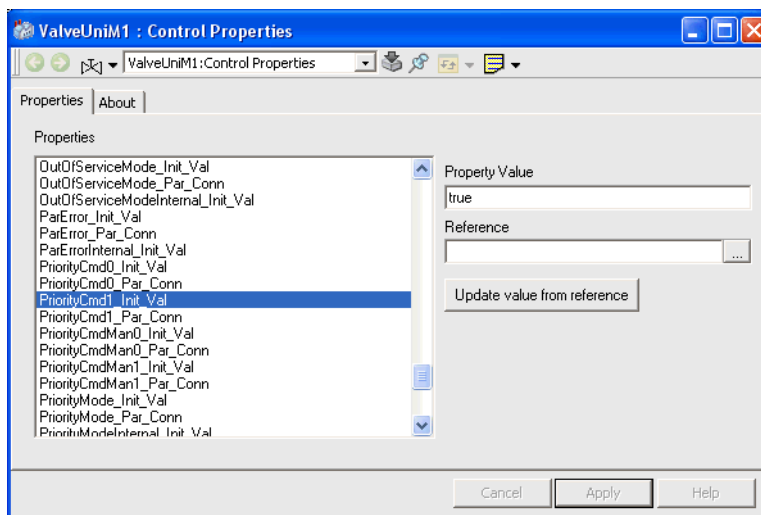 ValveUniM1 : Control Properties
ValveUniM1:Control Properties
Properties
About
Properties
OutOfServiceMode_Init_Val
OutOfServiceMode_Par_Conn
OutOfServiceModeInternal_Init_Val
ParError_Init_Val
ParError_Par_Conn
ParErrorInternal_Init_Val
PriorityCmd0_Init_Val
PriorityCmd0_Par_Conn
PriorityCmd1_Init_Val
PriorityCmd1_Par_Conn
PriorityCmdMan0_Init_Val
PriorityCmdMan0_Par_Conn
PriorityCmdMan1_Init_Val
PriorityCmdMan1_Par_Conn
PriorityMode_Init_Val
PriorityMode_Par_Conn
PriorityModeInternal_Init_Val
Property Value
true
Reference
...
Update value from reference
Cancel
Apply
Help